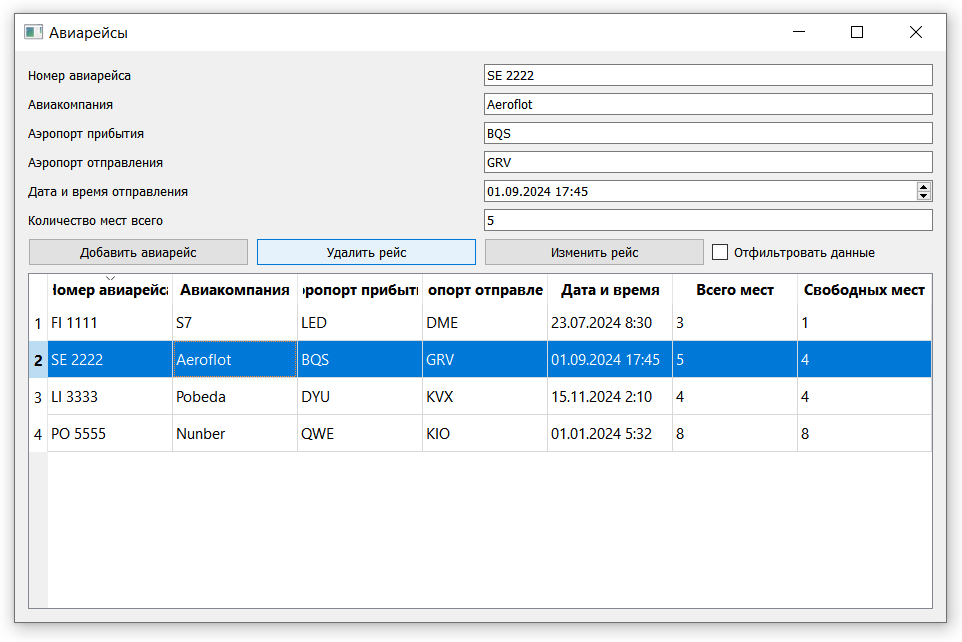 Авиарейсы
Номер авиарейса SE 2222
Авиакомпания Aeroflot
Аэропорт прибытия BQS
Аэропорт отправления GRV
Дата и время отправления 01.09.2024 17:45
Количество мест всего 5
Добавить авиарейс Удалить рейс Изменить рейс Отфильтровать данные
Номер авиарейса Авиакомпания эропорт прибыти опорт отправле Дата и время Всего мест Свободных мест
1 FI 1111 S7 LED DME 23.07.2024 8:30 3 1
2 SE 2222 Aeroflot BQS GRV 01.09.2024 17:45 5 4
3 LI 3333 Pobeda DYU KVX 15.11.2024 2:10 4 4
4 PO 5555 Nunber QWE KIO 01.01.2024 5:32 8 8